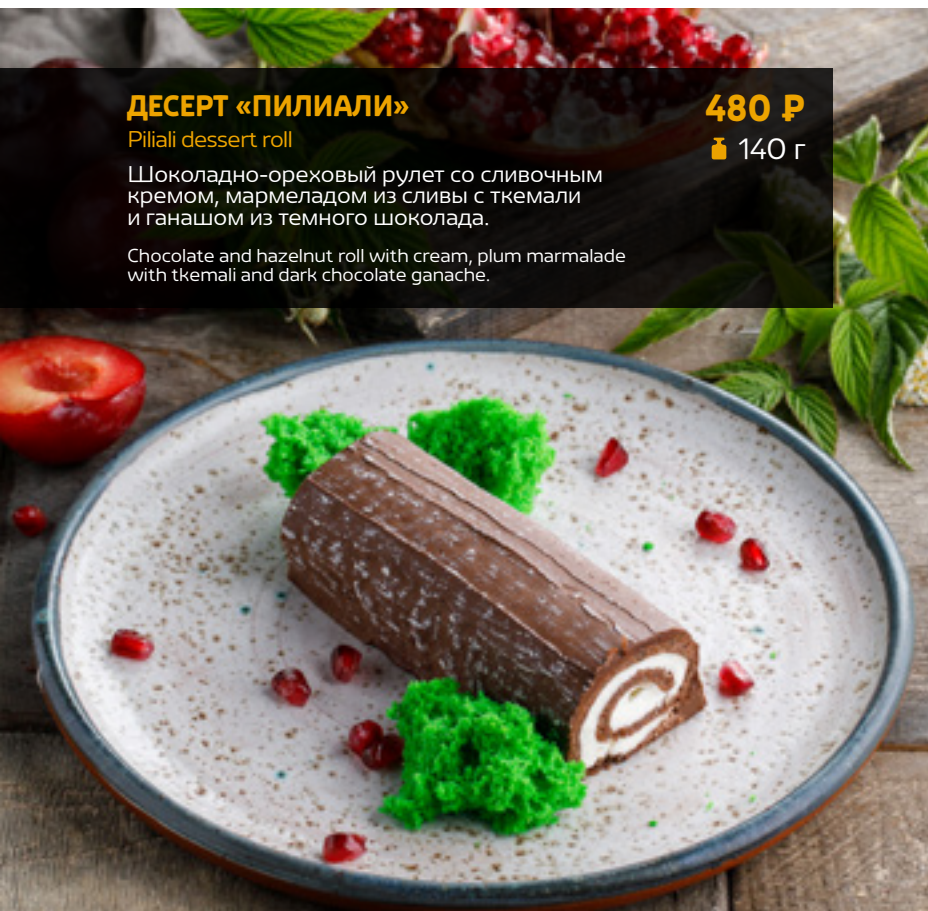 ДЕСЕРТ «ПИЛИАЛИ»
480 ₽
Piliali dessert roll
140 г
Шоколадно-ореховый рулет со сливочным
кремом, мармеладом из сливы с ткемали
и ганашом из темного шоколада.
Chocolate and hazelnut roll with cream, plum marmalade
with tkemali and dark chocolate ganache.